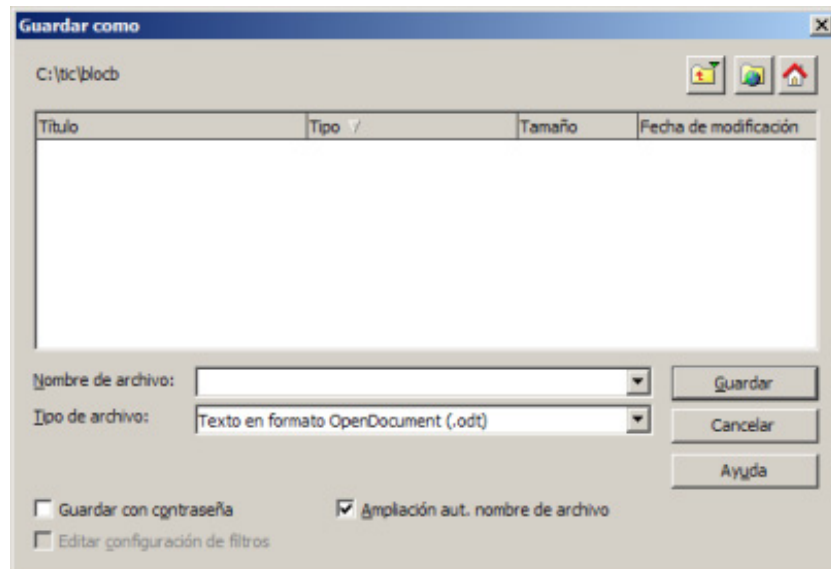 Guardar como
C:\tic\blocb
Título Tipo Tamaño Fecha de modificación
Nombre de archivo: Guardar
Tipo de archivo: Texto en formato OpenDocument (.odt) Cancelar
Ayuda
Guardar con contraseña Ampliación aut. nombre de archivo
Editar configuración de filtros